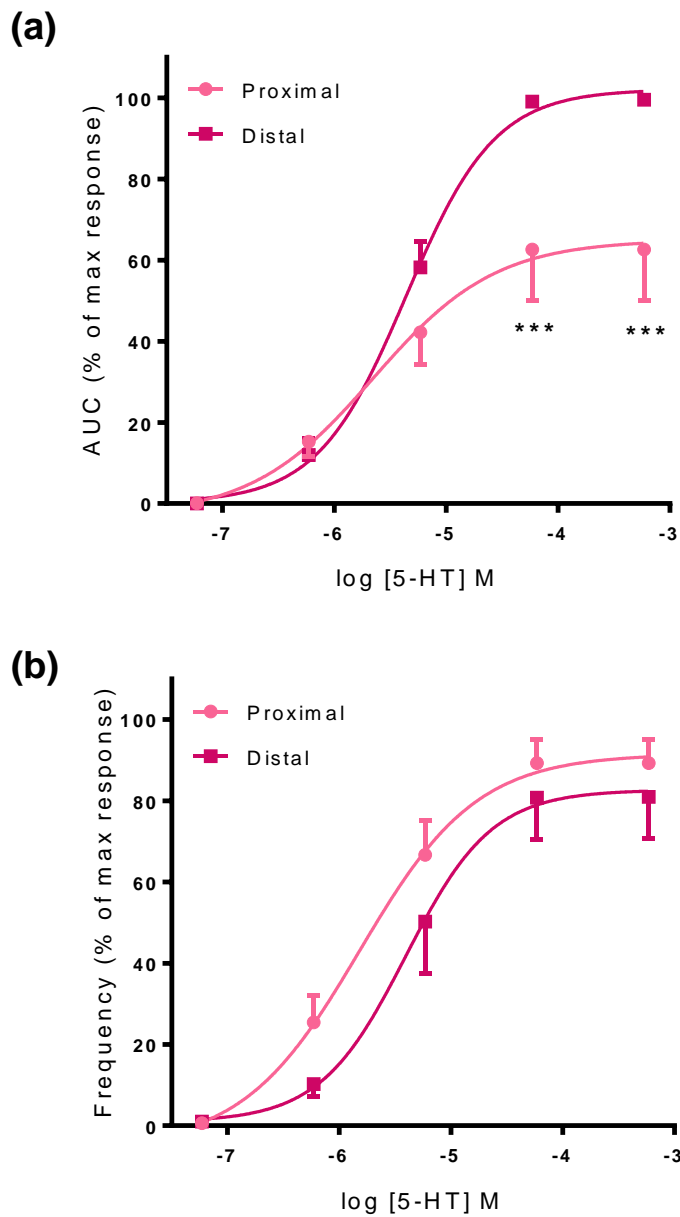 (a)
Proximal
Distal
100
80
60
40
20
0
AUC (% of max response)
***
***
-7
-6
-5
-4
-3
log [5-HT] M
(b)
Proximal
Distal
100
80
60
40
20
0
Frequency (% of max response)
-7
-6
-5
-4
-3
log [5-HT] M